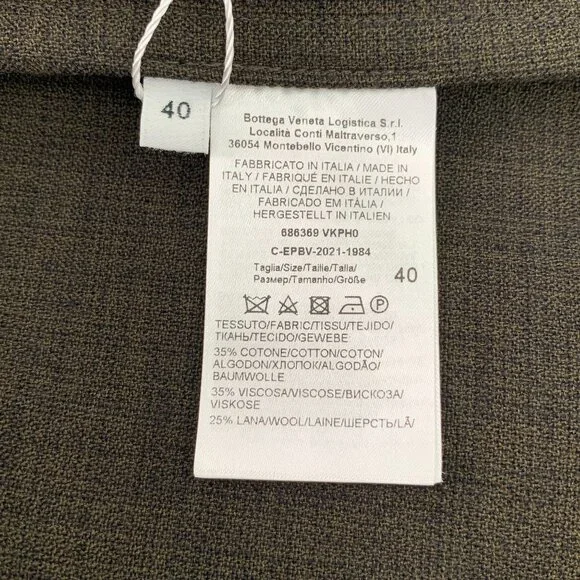 40
Bottega Veneta Logistica S.r.l.
Località Conti Maltraverso,1
36054 Montebello Vicentino (VI) Italy
FABBRICATO IN ITALIA / MADE IN
ITALY / FABRIQUÉ EN ITALIE / HECHO
EN ITALIA / СДЕЛАНО В ИТАЛИИ /
FABRICADO EM ITÁLIA /
HERGESTELLT IN ITALIEN
686369 VKPH0
C-EPBV-2021-1984
Taglia/Size/Taille/Talla/
Размер/Tamanho/Größe
40
P
TESSUTO/FABRIC/TISSU/TEJIDO/
ТКАНЬ/TECIDO/GEWEBE
35% COTONE/COTTON/COTON/
ALGODON/ХЛОПОК/ALGODÃO/
BAUMWOLLE
35% VISCOSA/VISCOSE/ВИСКОЗА/
VISKOSE
25% LANA/WOOL/LAINE/ШЕРСТЬ/LÃ/